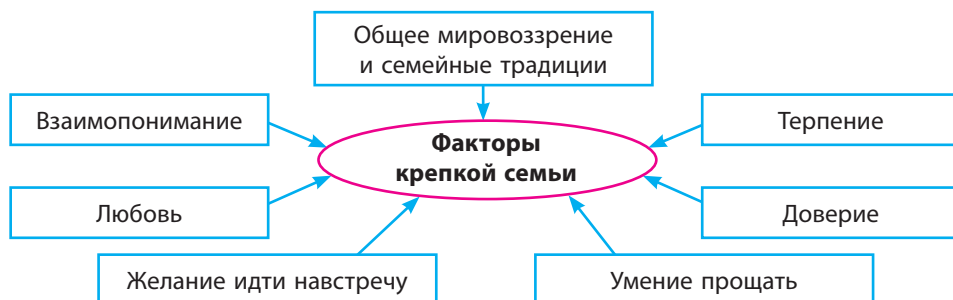 Общее мировоззрение
и семейные традиции
Взаимопонимание
Терпение
Факторы
крепкой семьи
Любовь
Доверие
Желание идти навстречу
Умение прощать